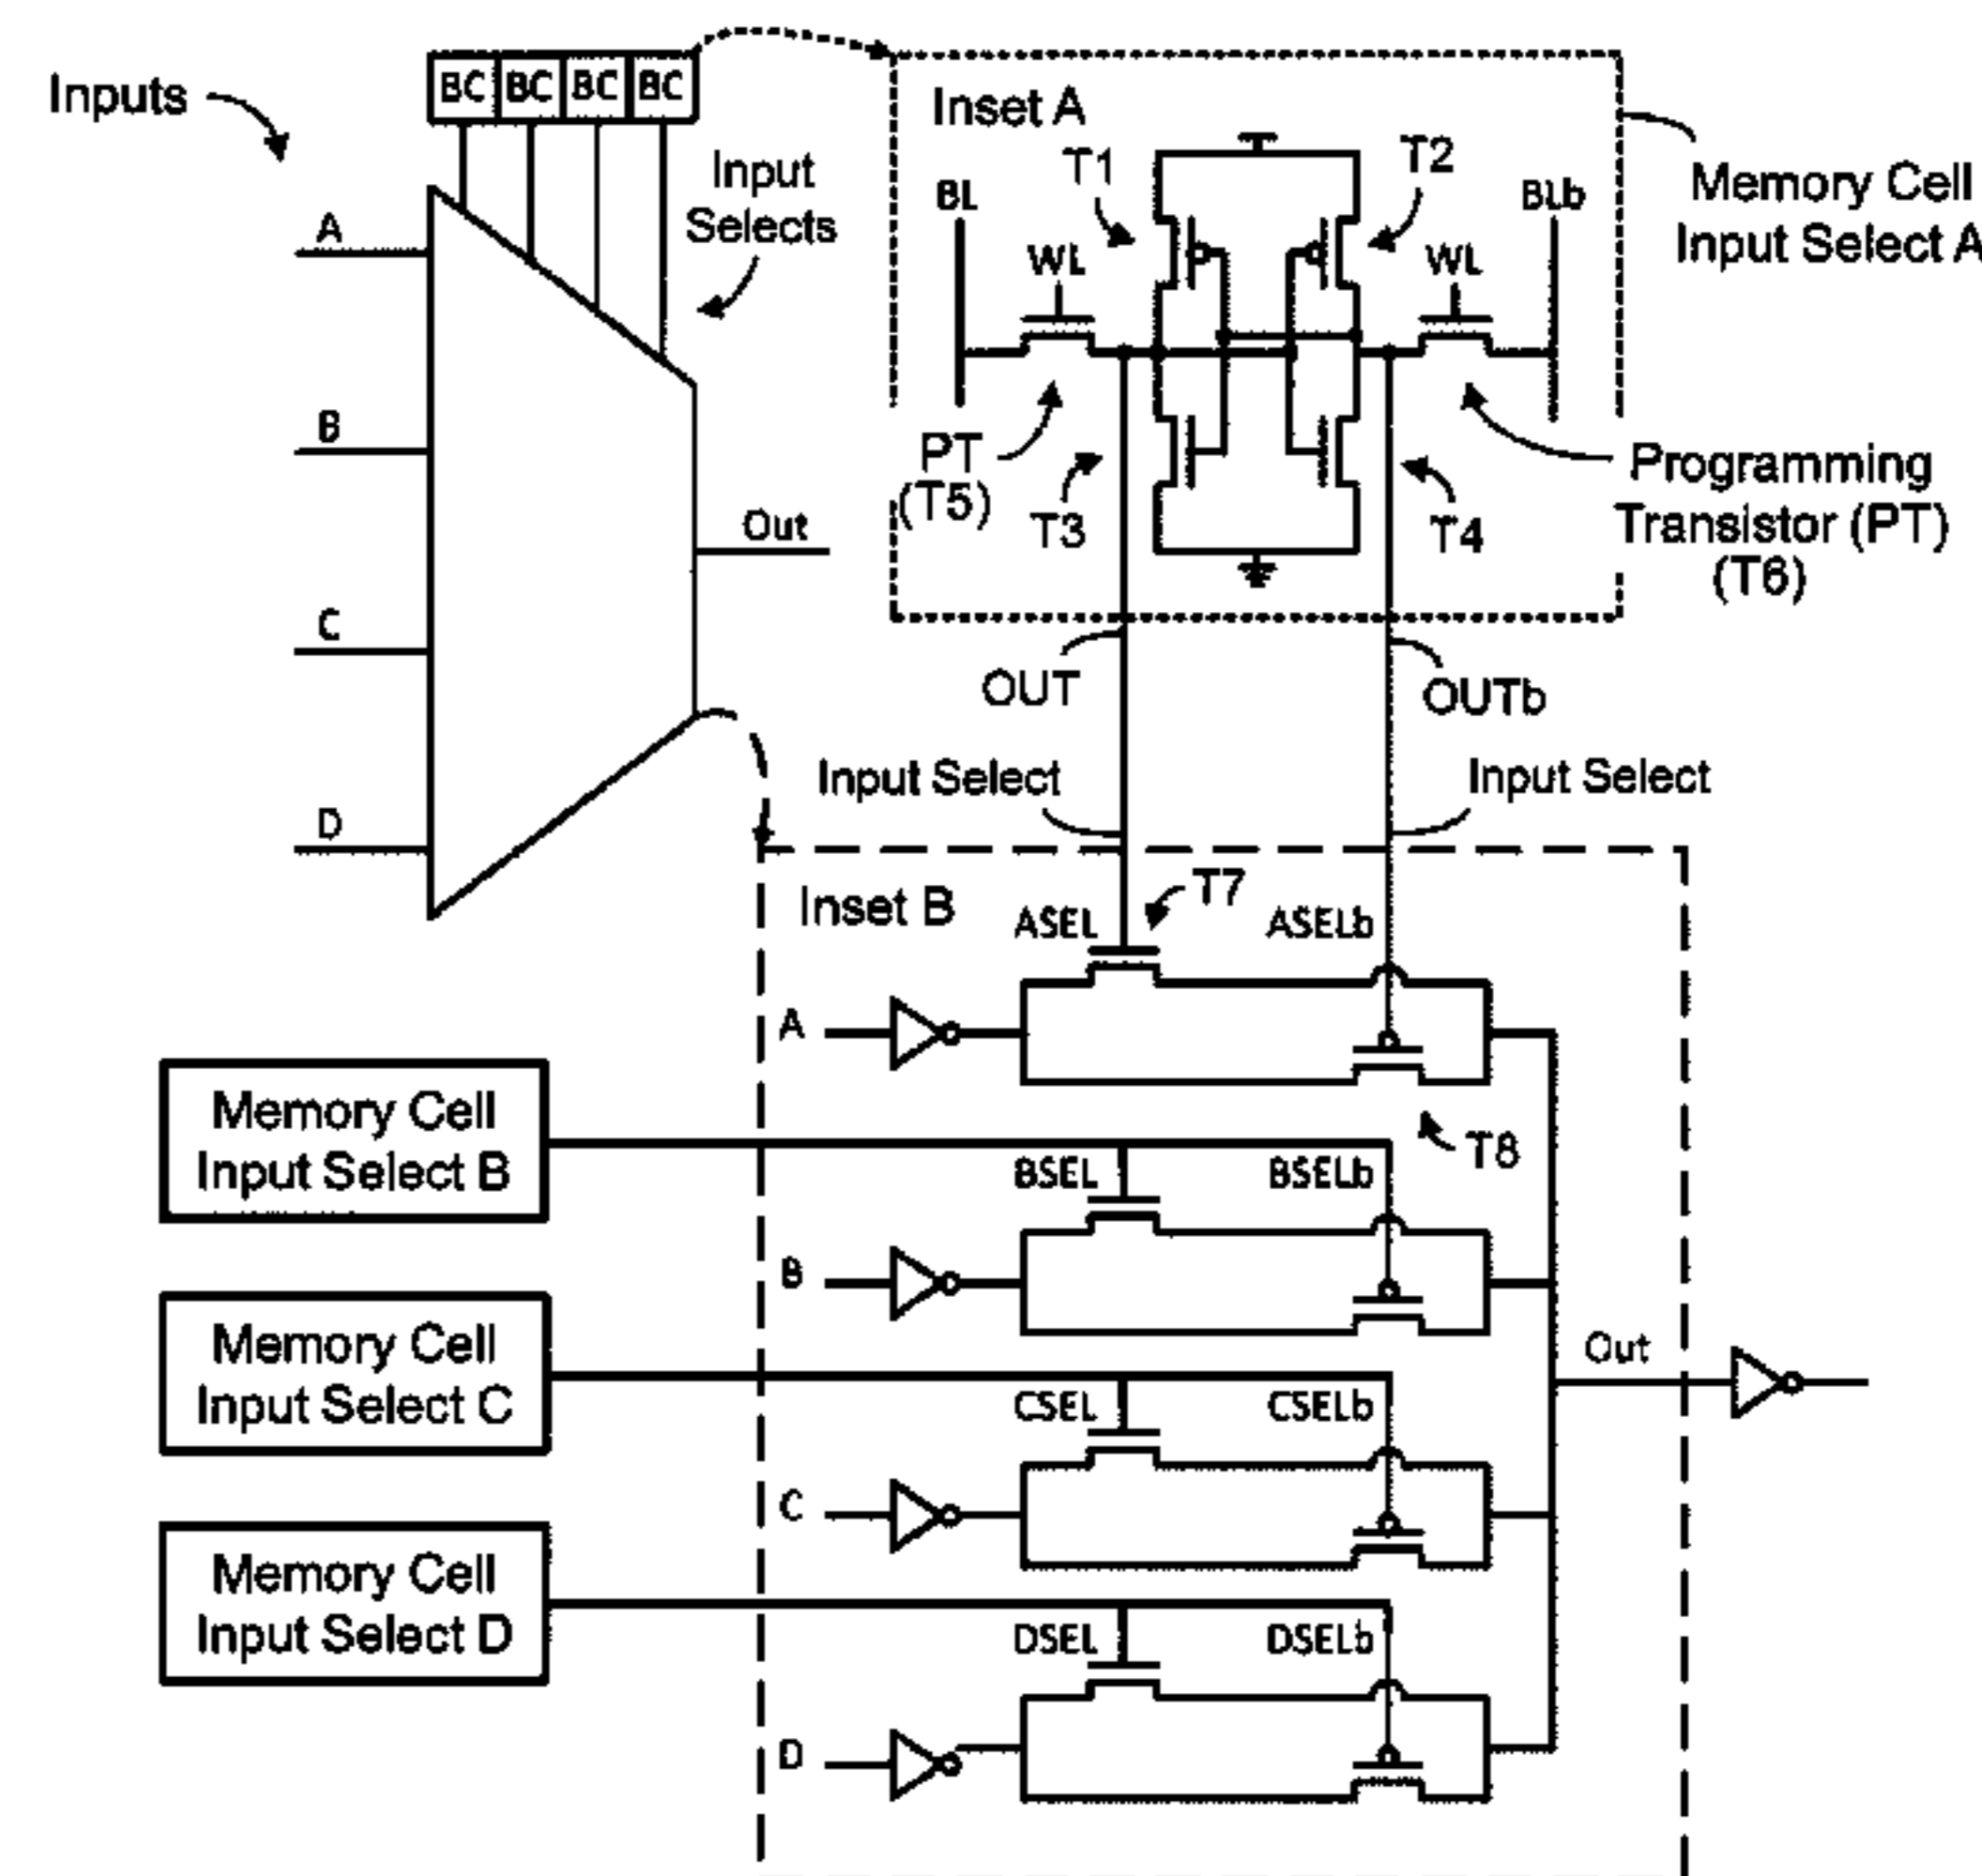 Inputs
BC BC BC BC
Input
Selects
A
B
C
D
Out
Inset A
T1
T2
BL
BLb
WL
WL
PT
(T5)
T3
T4
Memory Cell
Input Select A
Programming
Transistor (PT)
(T6)
OUT
OUTb
Input Select
Input Select
Inset B
T7
ASEL
ASELb
A
T8
Memory Cell
Input Select B
BSEL
BSELb
B
Memory Cell
Input Select C
CSEL
CSELb
C
Out
Memory Cell
Input Select D
DSEL
DSELb
D